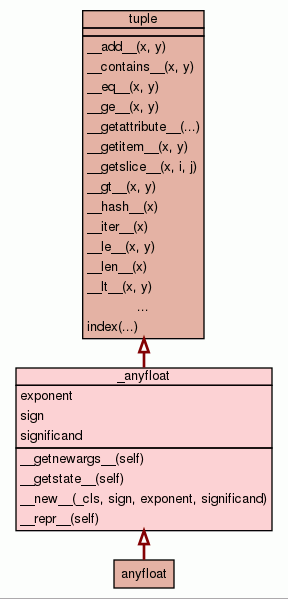 tuple
__add__(x, y)
__contains__(x, y)
__eq__(x, y)
__ge__(x, y)
__getattribute__(...)
__getitem__(x, y)
__getslice__(x, i, j)
__gt__(x, y)
__hash__(x)
__iter__(x)
__le__(x, y)
__len__(x)
__lt__(x, y)
...
index(...)
_anyfloat
exponent
sign
significand
__getnewargs__(self)
__getstate__(self)
__new__(_cls, sign, exponent, significand)
__repr__(self)
anyfloat